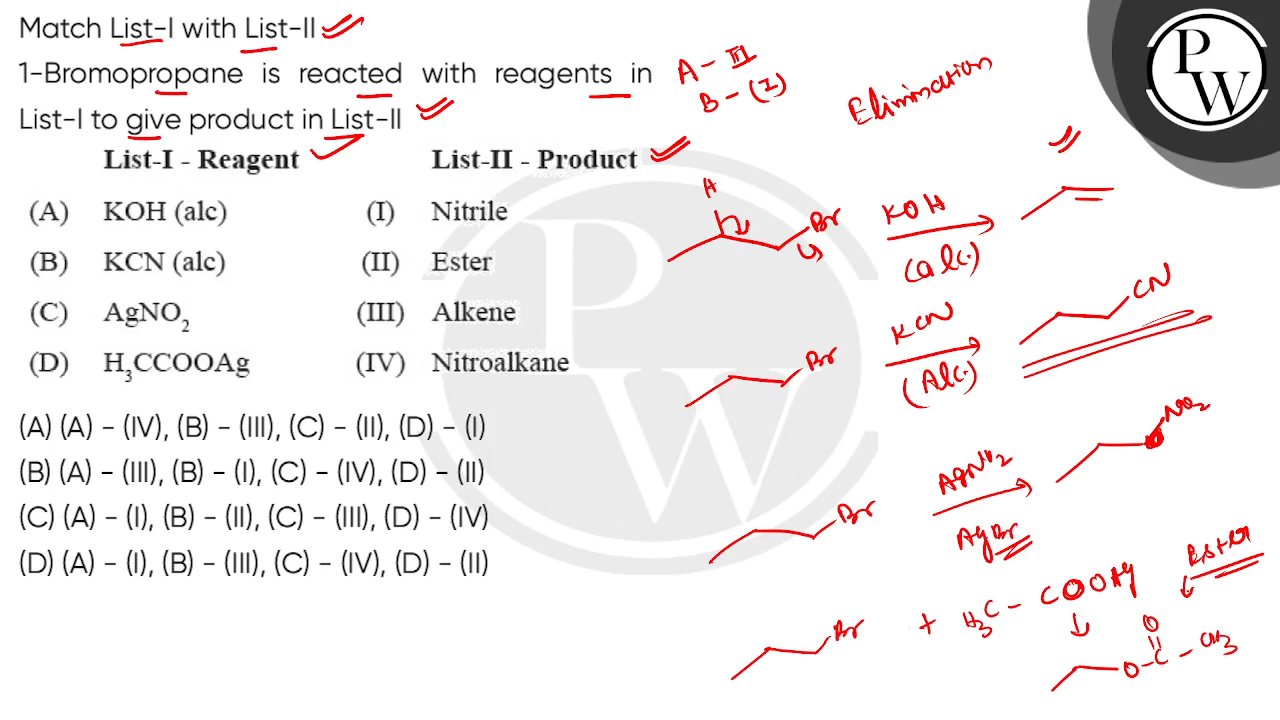 Match List-I with List-II
1-Bromopropane is reacted with reagents in
List-I to give product in List-II
List-I - Reagent List-II - Product
(A) KOH (alc) (I) Nitrile
(B) KCN (alc) (II) Ester
(C) AgNO₂ (III) Alkene
(D) H₃CCOOAg (IV) Nitroalkane
(A) (A) - (IV), (B) - (III), (C) - (II), (D) - (I)
(B) (A) - (III), (B) - (I), (C) - (IV), (D) - (II)
(C) (A) - (I), (B) - (II), (C) - (III), (D) - (IV)
(D) (A) - (I), (B) - (III), (C) - (IV), (D) - (II)
A - III
B - (I)
Elimination
P
W
H
Br
KOH
(alc.)
Br
KCN
(Alc.)
CN
Br
AgNO₂
AgBr
NO₂
Br + H₃C - COOAg
Ester
O
O - C - CH₃
P
W